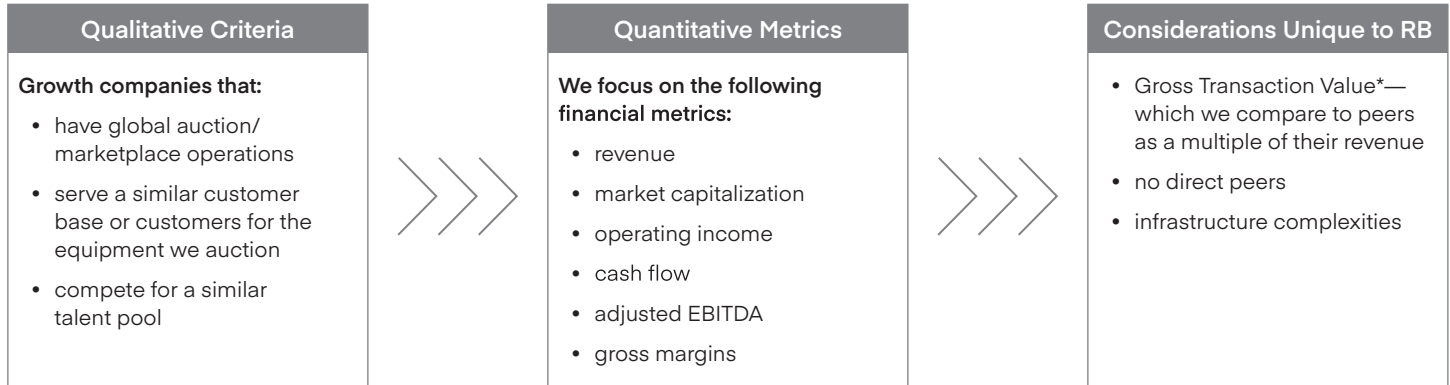 Qualitative Criteria
Growth companies that:
• have global auction/
marketplace operations
• serve a similar customer
base or customers for the
equipment we auction
• compete for a similar
talent pool
Quantitative Metrics
We focus on the following
financial metrics:
• revenue
• market capitalization
• operating income
• cash flow
• adjusted EBITDA
• gross margins
Considerations Unique to RB
• Gross Transaction Value*—
which we compare to peers
as a multiple of their revenue
• no direct peers
• infrastructure complexities